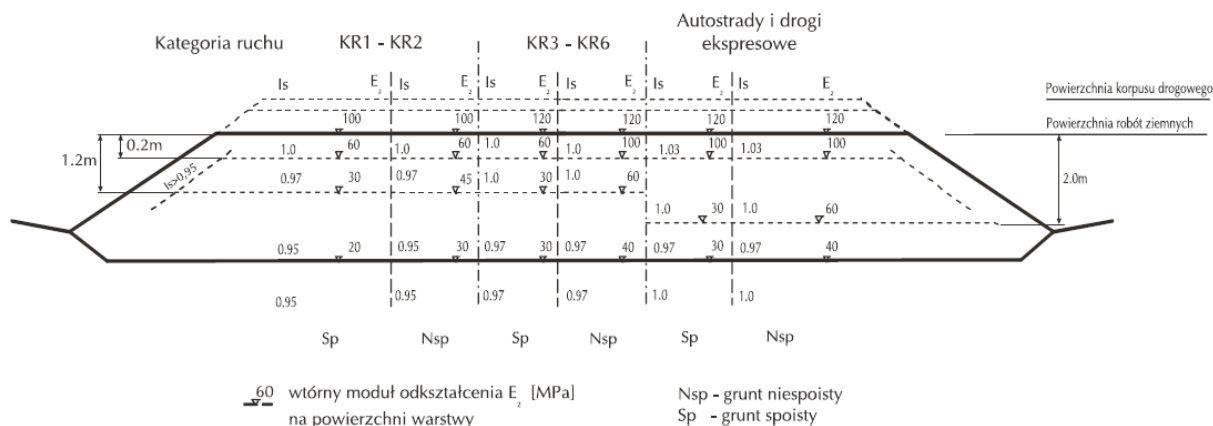 Kategoria ruchu KR1 - KR2 KR3 - KR6 Autostrady i drogi ekspresowe
Is E₂ Is E₂ Is E₂ Is E₂ Is E₂ Is E₂
Powierzchnia korpusu drogowego
100 100 120 120 120 120
Powierzchnia robót ziemnych
0.2m 1.0 60 1.0 60 1.0 60 1.0 100 1.03 100 1.03 100
1.2m Is>0,95 0.97 30 0.97 45 1.0 30 1.0 60
2.0m
1.0 30 1.0 60
0.95 20 0.95 30 0.97 30 0.97 40 0.97 30 0.97 40
0.95 0.95 0.97 0.97 1.0 1.0
Sp Nsp Sp Nsp Sp Nsp
60 wtórny moduł odkształcenia E₂ [MPa]
na powierzchni warstwy
Nsp - grunt niespoisty
Sp - grunt spoisty